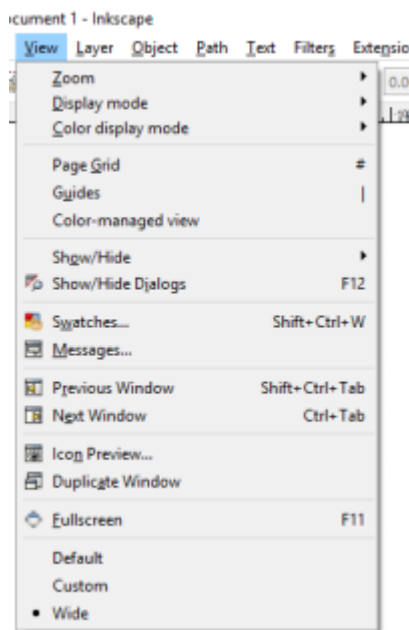 ocument 1 - Inkscape
View Layer Object Path Text Filters Extensio
Zoom
Display mode 0.0
Color display mode
Page Grid #
Guides |
Color-managed view
Show/Hide
Show/Hide Dialogs F12
Swatches... Shift+Ctrl+W
Messages...
Previous Window Shift+Ctrl+Tab
Next Window Ctrl+Tab
Icon Preview...
Duplicate Window
Fullscreen F11
Default
Custom
Wide